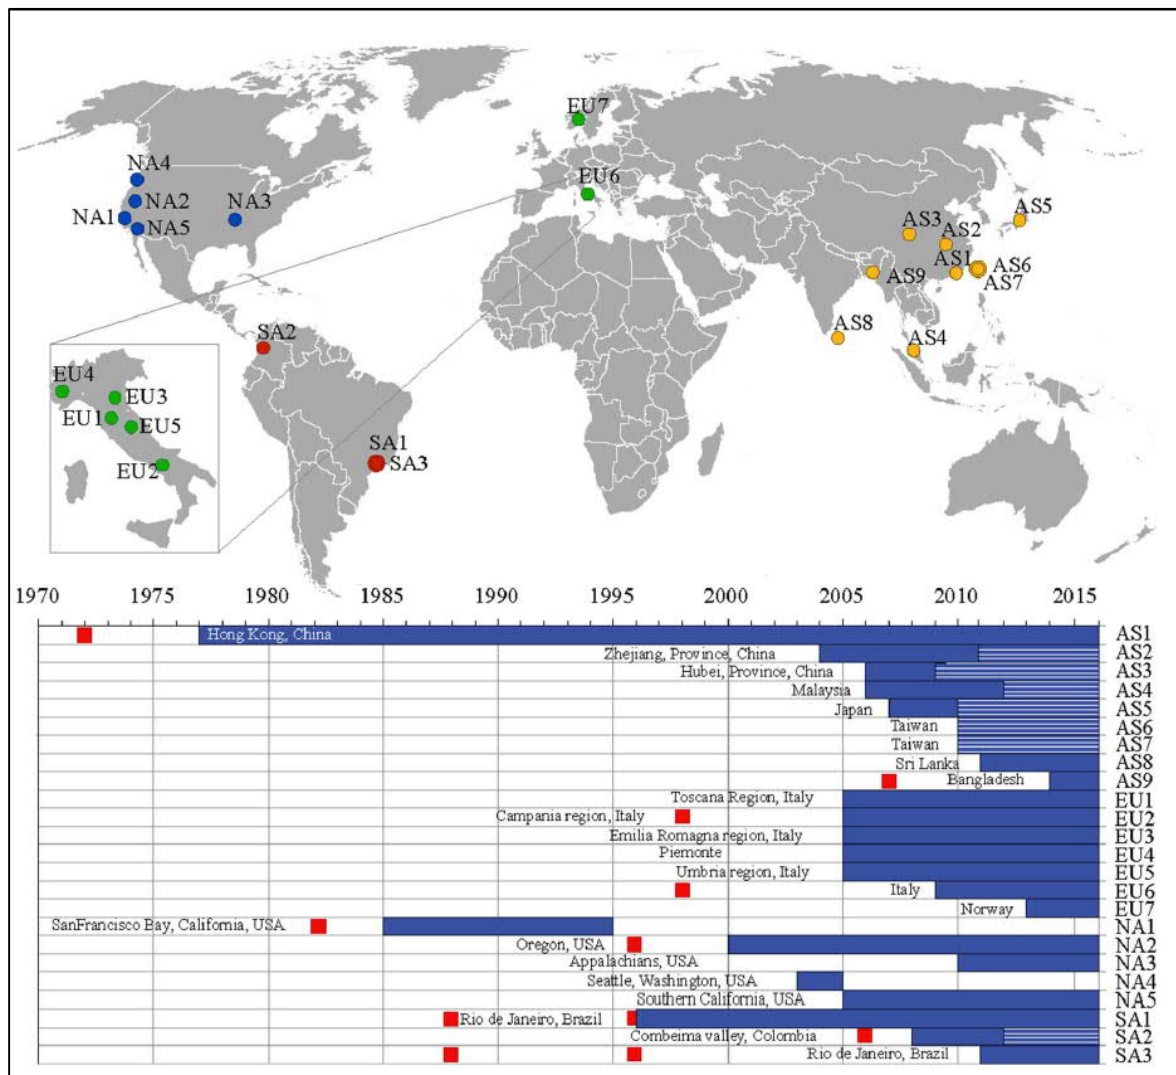 EU7
NA4
EU6
NA2
NA3
NA1
NA5
AS5
AS3
AS2
AS1
AS6
AS9
AS7
SA2
AS8
AS4
EU4
EU3
EU1
EU5
EU2
SA1
SA3
1970 1975 1980 1985 1990 1995 2000 2005 2010 2015
Hong Kong, China AS1
Zhejiang, Province, China AS2
Hubei, Province, China AS3
Malaysia AS4
Japan AS5
Taiwan AS6
Taiwan AS7
Sri Lanka AS8
Bangladesh AS9
Toscana Region, Italy EU1
Campania region, Italy EU2
Emilia Romagna region, Italy EU3
Piemonte EU4
Umbria region, Italy EU5
Italy EU6
Norway EU7
SanFrancisco Bay, California, USA NA1
Oregon, USA NA2
Appalachians, USA NA3
Seattle, Washington, USA NA4
Southern California, USA NA5
Rio de Janeiro, Brazil SA1
Combeima valley, Colombia SA2
Rio de Janeiro, Brazil SA3